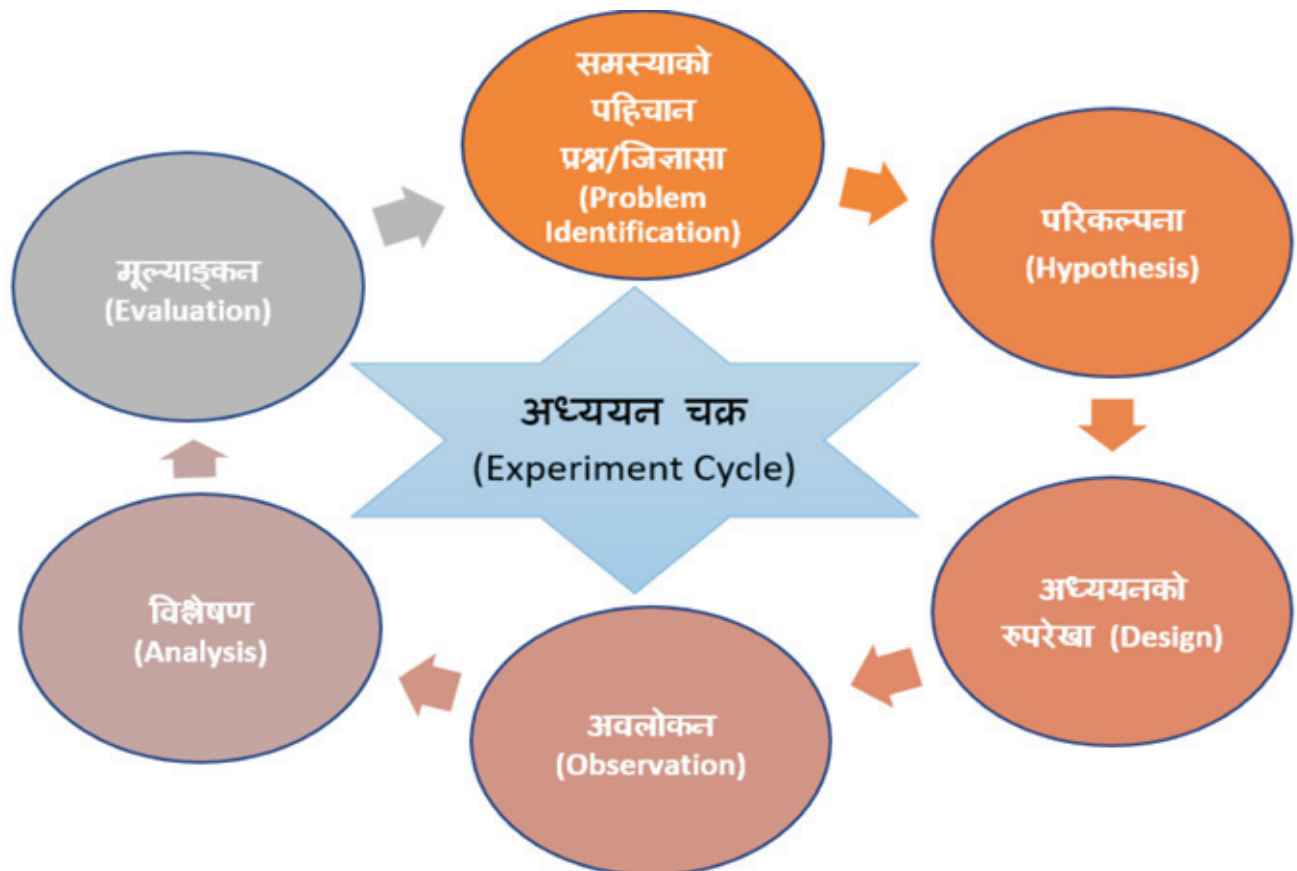 समस्याको
पहिचान
प्रश्न/जिज्ञासा
(Problem
Identification)
परिकल्पना
(Hypothesis)
अध्ययनको
रुपरेखा (Design)
अवलोकन
(Observation)
विश्लेषण
(Analysis)
मूल्याङ्कन
(Evaluation)
अध्ययन चक्र
(Experiment Cycle)